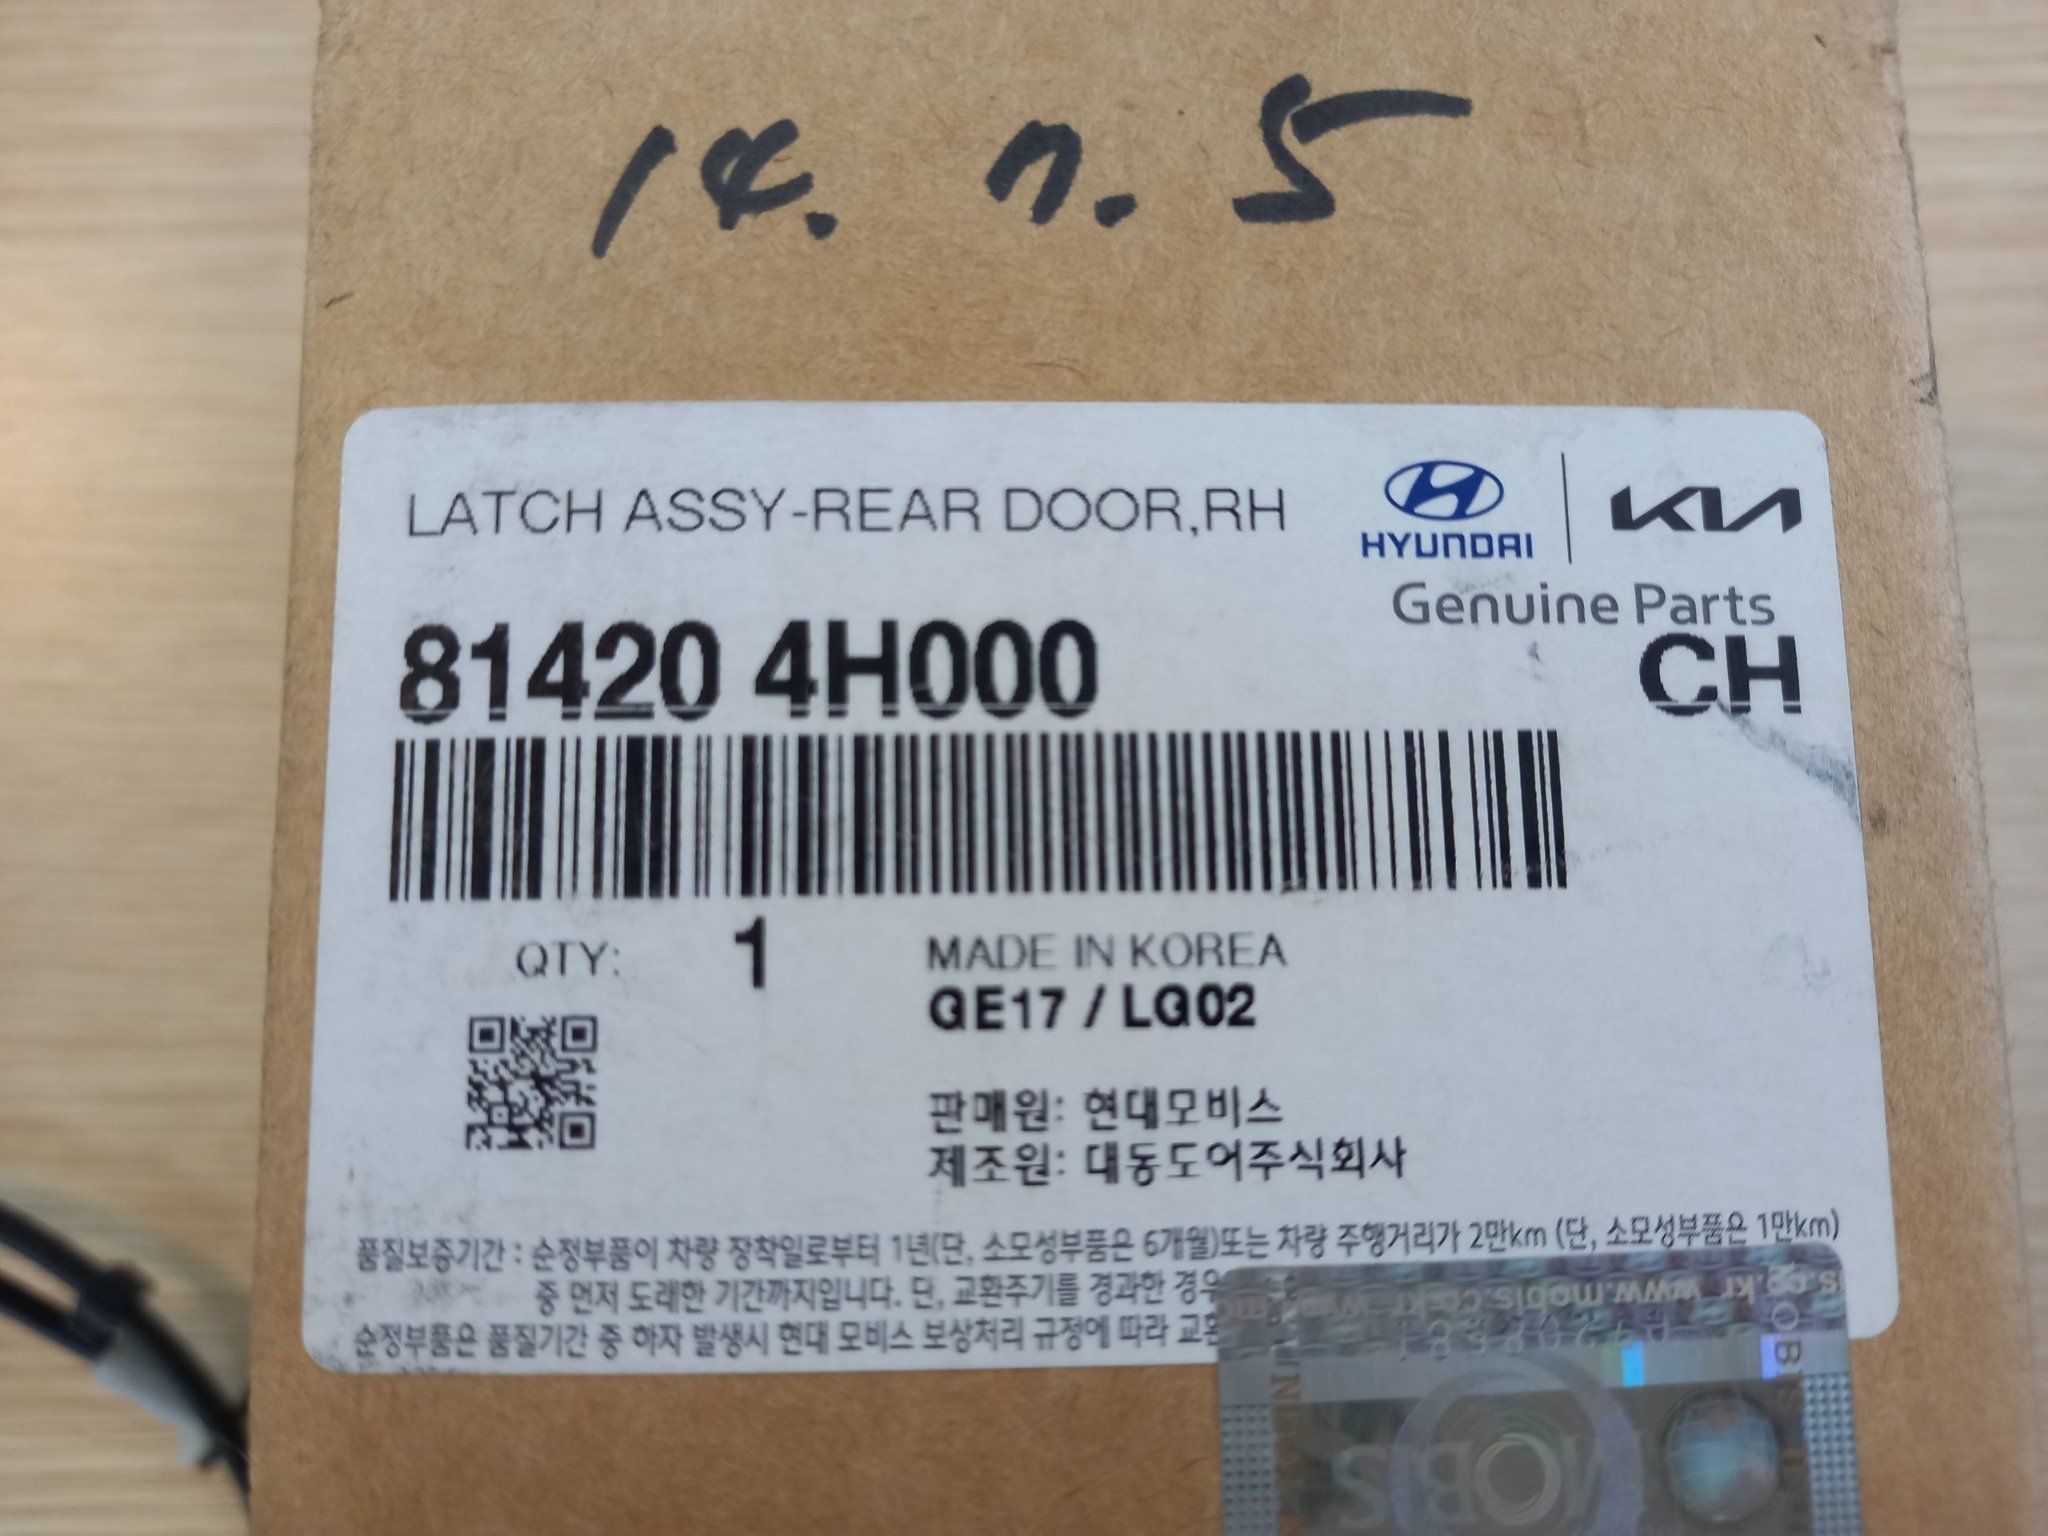 14. 7. 5
LATCH ASSY-REAR DOOR,RH
HYUNDAI
KIA
Genuine Parts
81420 4H000
CH
QTY: 1
MADE IN KOREA
GE17 / LG02
판매원: 현대모비스
제조원: 대동도어주식회사
품질보증기간 : 순정부품이 차량 장착일로부터 1년(단, 소모성부품은 6개월)또는 차량 주행거리가 2만km (단, 소모성부품은 1만km)
중 먼저 도래한 기간까지입니다. 단, 교환주기를 경과한 경우
순정부품은 품질기간 중 하자 발생시 현대 모비스 보상처리 규정에 따라 교환
www.mobis.co.kr
MOBIS